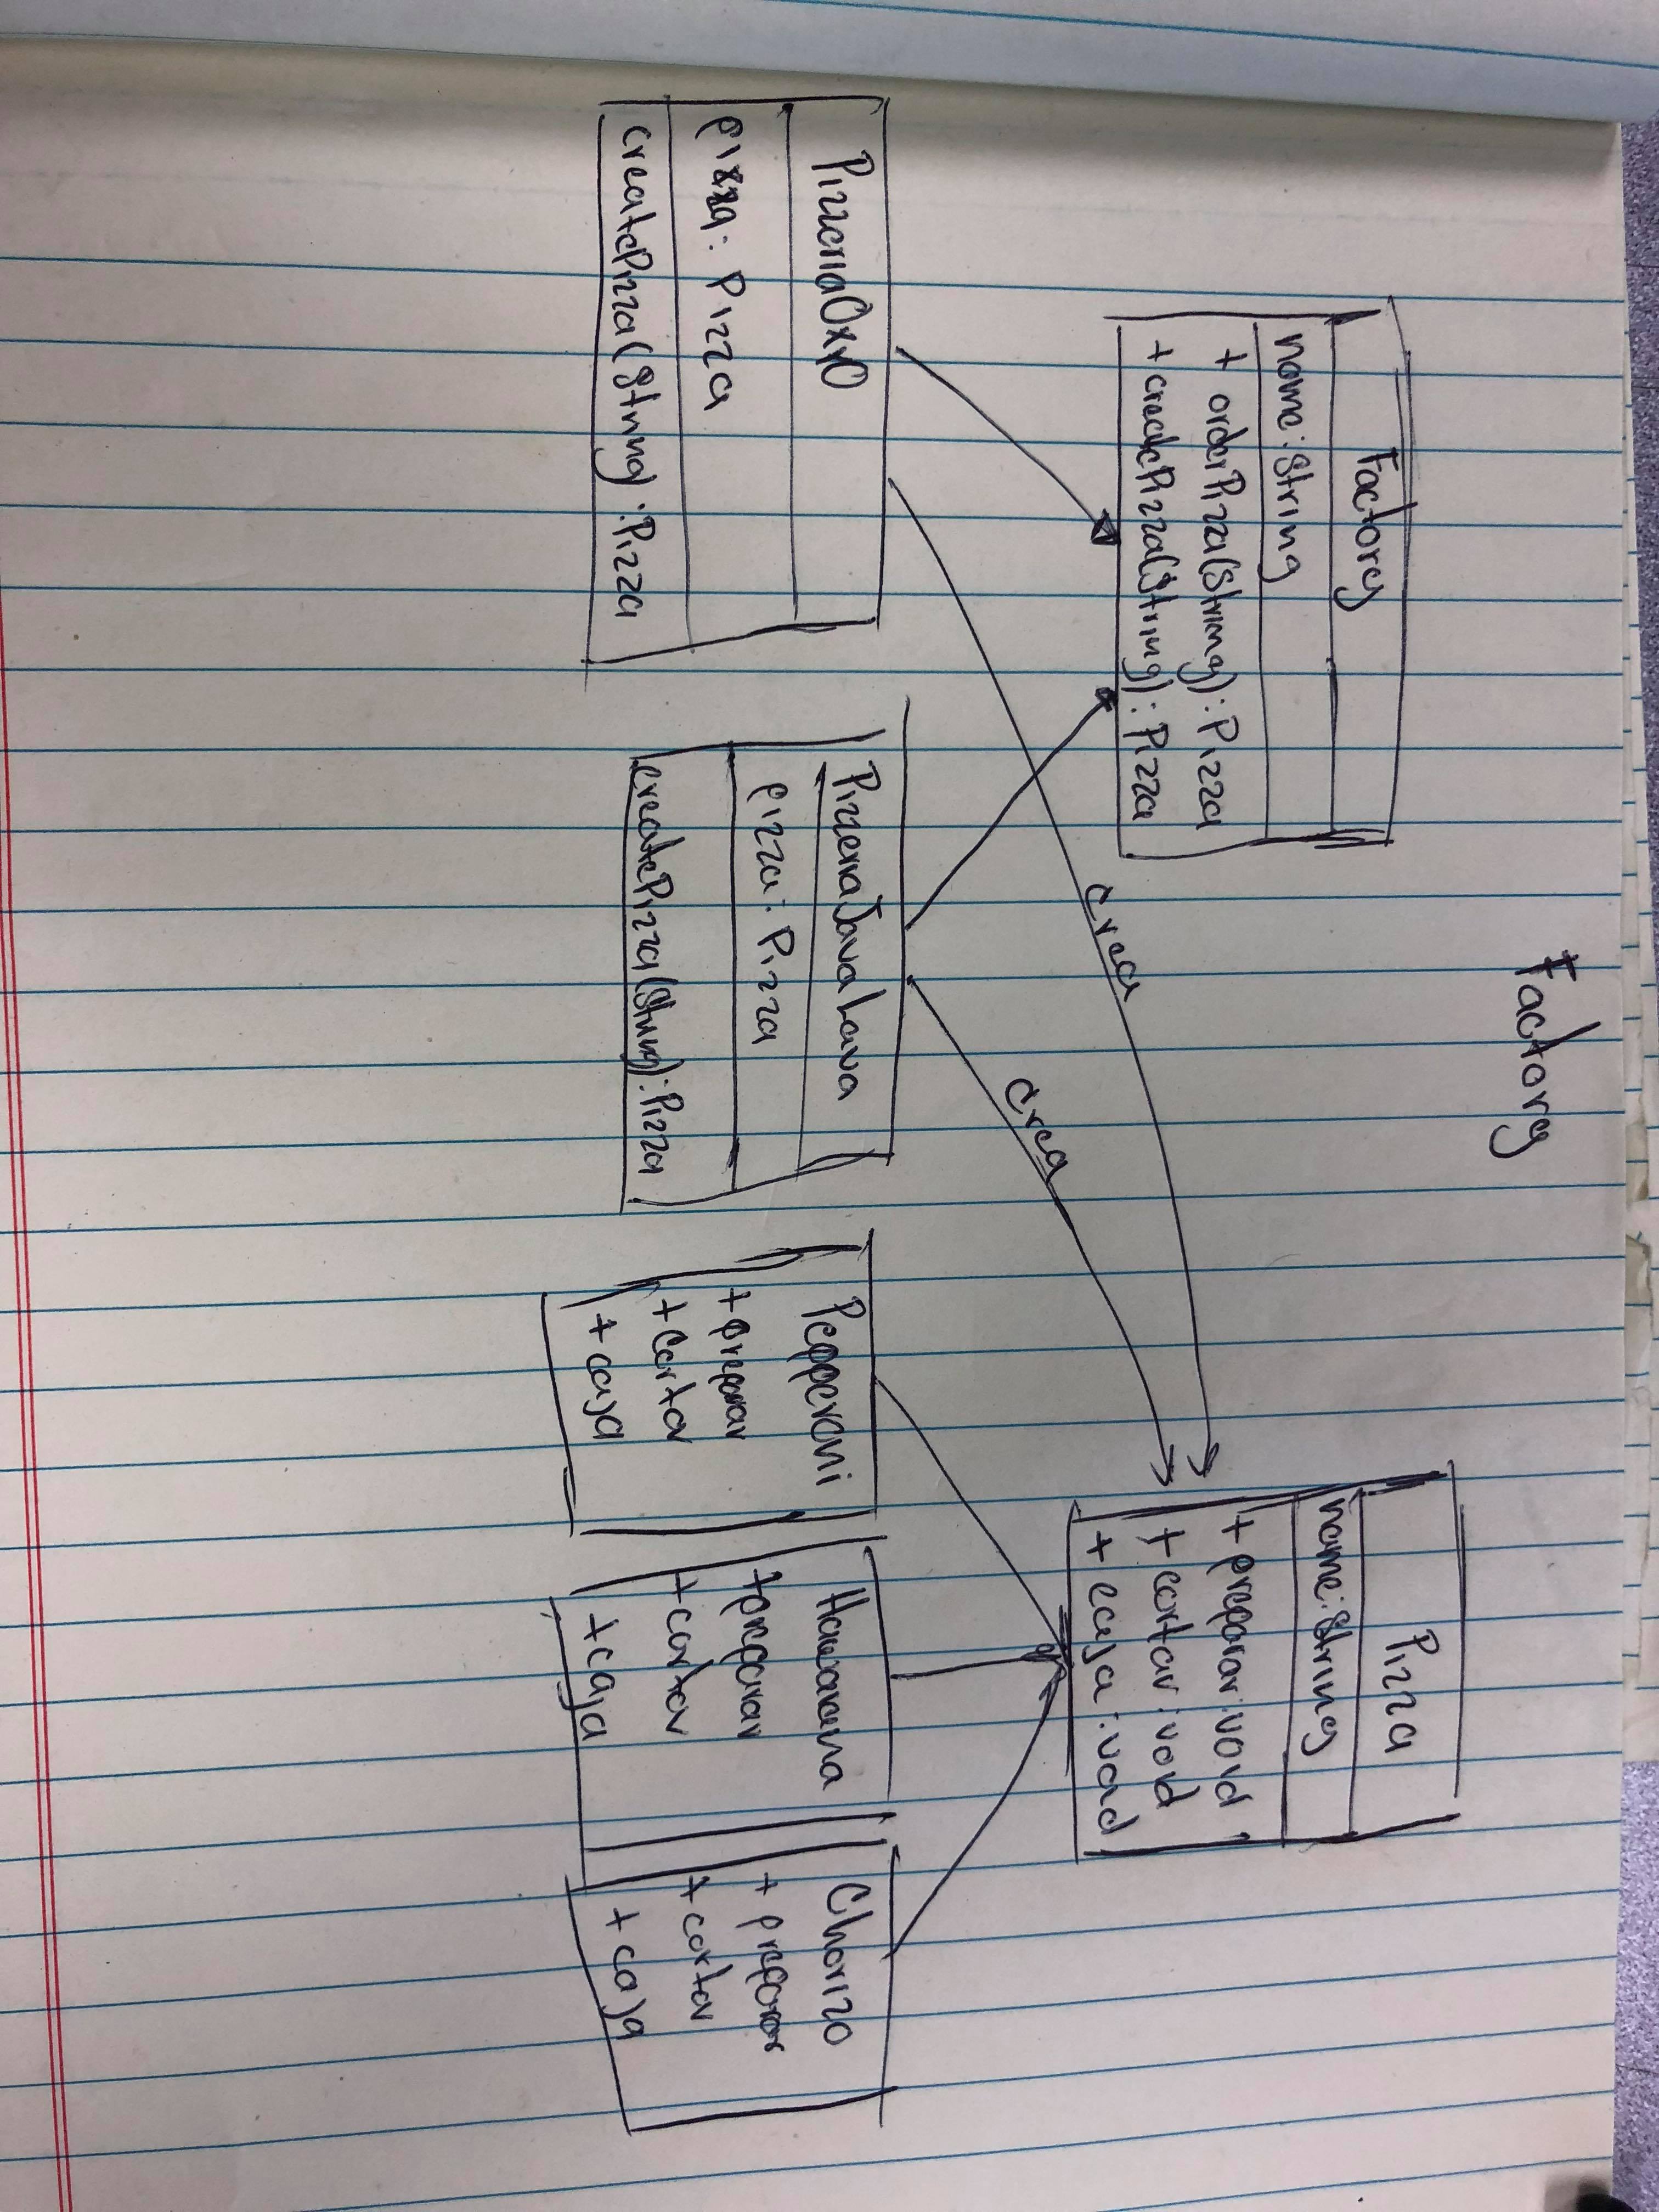 Factory
Factory
name: String
+ orderPizza(String): Pizza
+ createPizza(String): Pizza
Pizza
name: String
+ preparar: void
+ cortar: void
+ caja: void
PizzeriaOxxO
pizza: Pizza
createPizza(String): Pizza
PizzeriaJavaLava
pizza: Pizza
createPizza(String): Pizza
crea
crea
Pepperoni
+ preparar
+ cortar
+ caja
Hawaiana
+ preparar
+ cortar
+ caja
Chorizo
+ preparar
+ cortar
+ caja